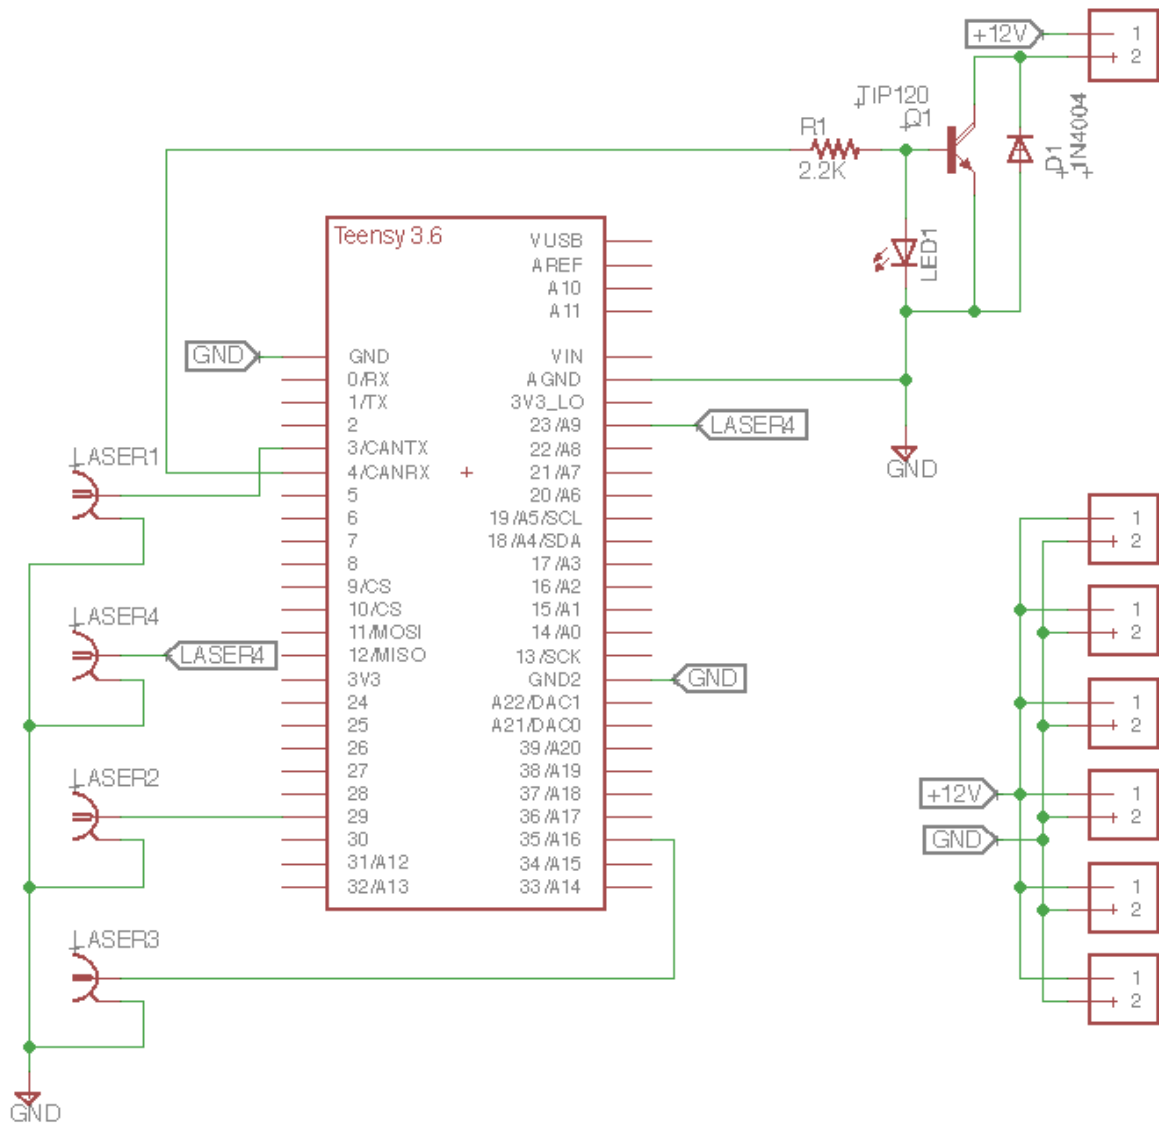 +12V
1
2
TIP120
Q1
R1
2.2K
D1
1N4004
LED1
GND
Teensy 3.6
VUSB
AREF
A10
A11
GND
GND VIN
0/RX AGND
1/TX 3V3_LO
2 23/A9
LASER4
3/CANTX 22/A8
4/CANRX 21/A7
5 20/A6
6 19/A5/SCL
7 18/A4/SDA
8 17/A3
9/CS 16/A2
10/CS 15/A1
11/MOSI 14/A0
12/MISO 13/SCK
3V3 GND2
GND
24 A22/DAC1
25 A21/DAC0
26 39/A20
27 38/A19
28 37/A18
29 36/A17
30 35/A16
31/A12 34/A15
32/A13 33/A14
LASER1
LASER4
LASER4
LASER2
LASER3
GND
1
2
1
2
1
2
+12V
1
2
GND
1
2
1
2